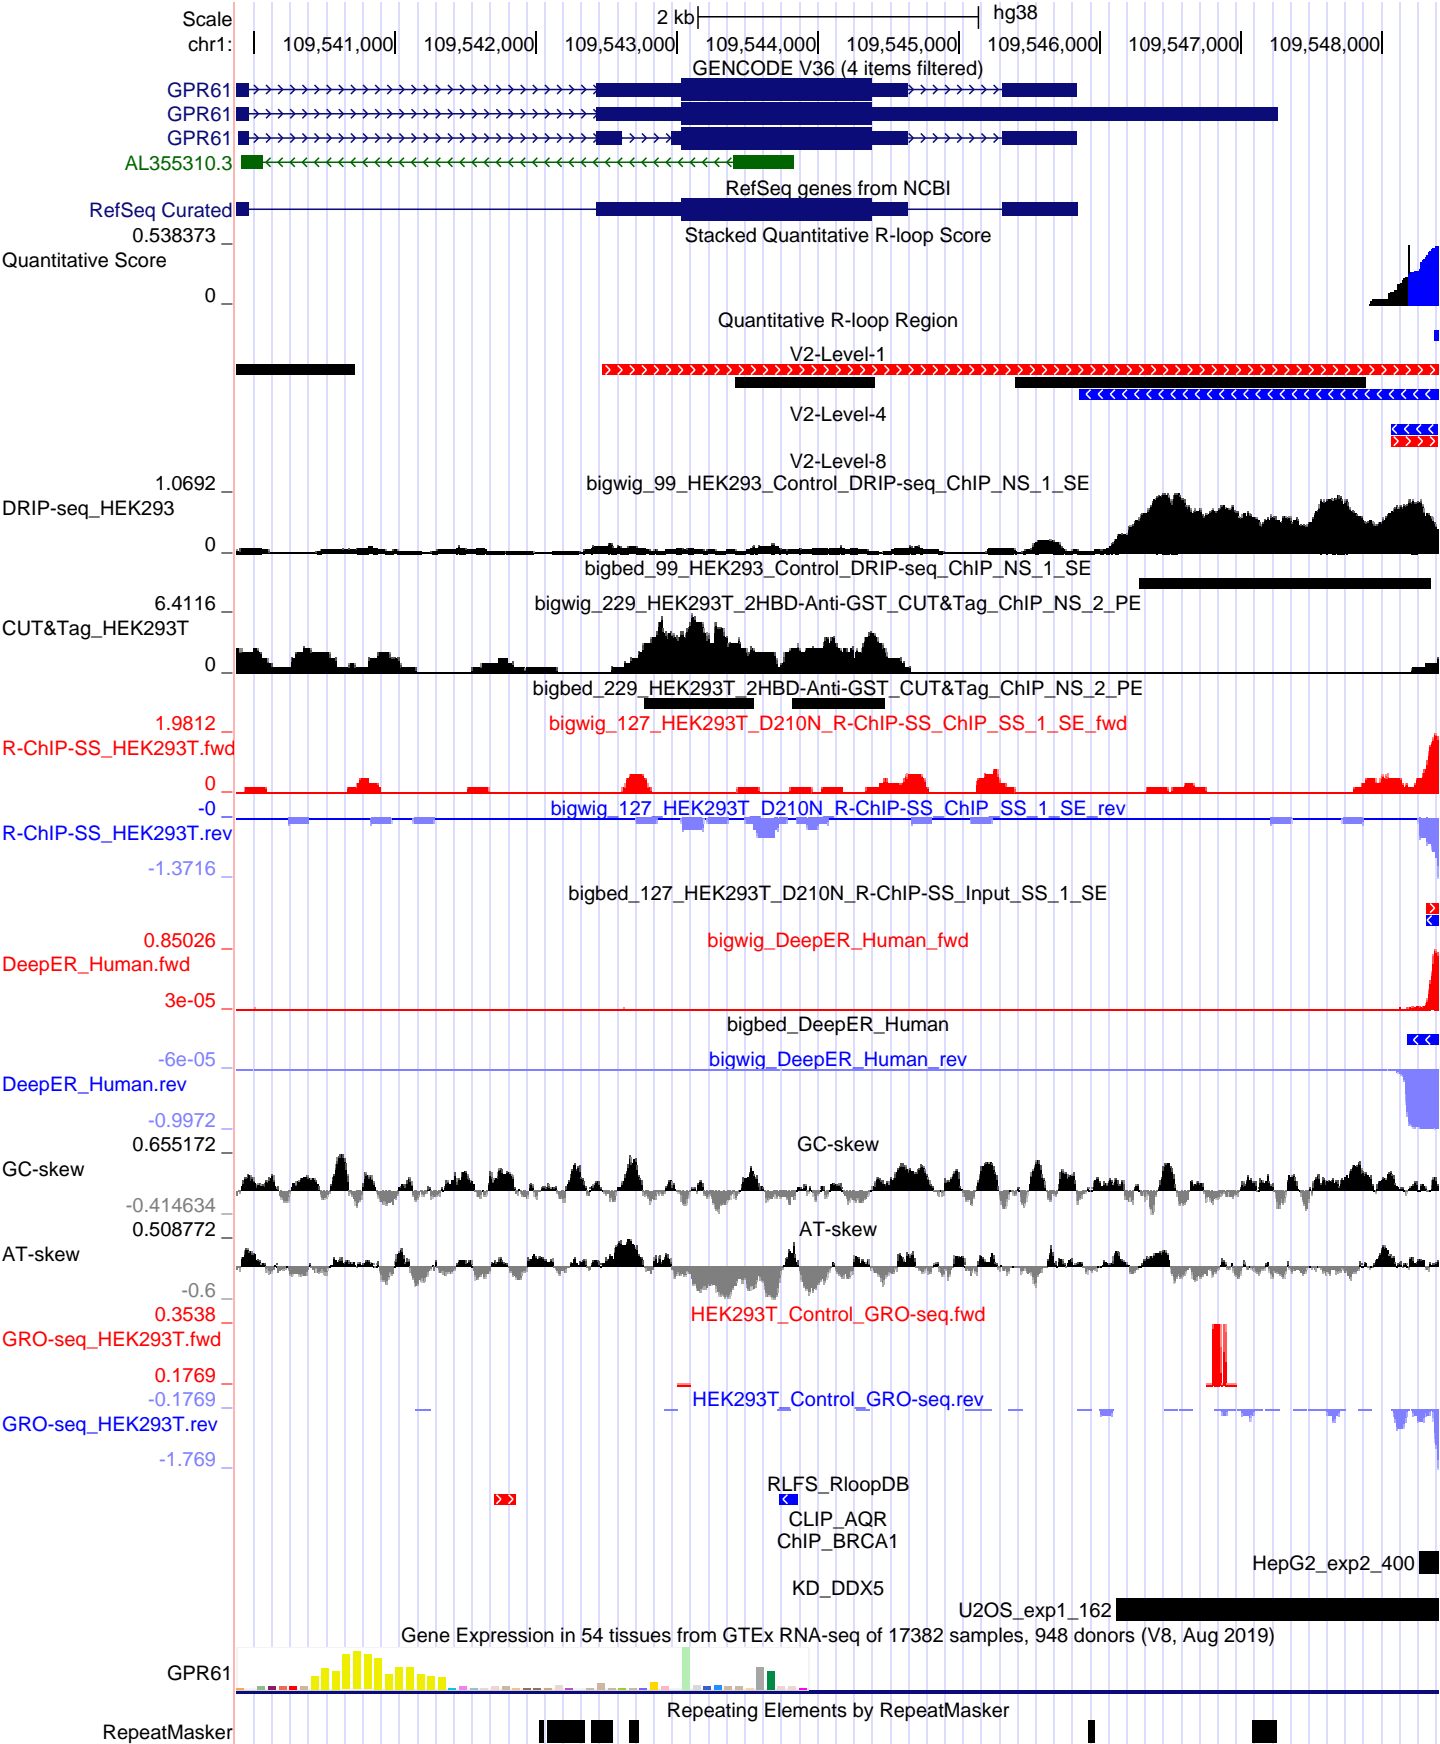 Scale 2 kb hg38
chr1: 109,541,000 109,542,000 109,543,000 109,544,000 109,545,000 109,546,000 109,547,000 109,548,000
GENCODE V36 (4 items filtered)
GPR61
GPR61
GPR61
AL355310.3
RefSeq genes from NCBI
RefSeq Curated
0.538373 _ Stacked Quantitative R-loop Score
Quantitative Score
0 _
Quantitative R-loop Region
V2-Level-1
V2-Level-4
V2-Level-8
1.0692 _ bigwig_99_HEK293_Control_DRIP-seq_ChIP_NS_1_SE
DRIP-seq_HEK293
0 _
bigbed_99_HEK293_Control_DRIP-seq_ChIP_NS_1_SE
6.4116 _ bigwig_229_HEK293T_2HBD-Anti-GST_CUT&Tag_ChIP_NS_2_PE
CUT&Tag_HEK293T
0 _
bigbed_229_HEK293T_2HBD-Anti-GST_CUT&Tag_ChIP_NS_2_PE
1.9812 _ bigwig_127_HEK293T_D210N_R-ChIP-SS_ChIP_SS_1_SE_fwd
R-ChIP-SS_HEK293T.fwd
0 _
-0 _ bigwig_127_HEK293T_D210N_R-ChIP-SS_ChIP_SS_1_SE_rev
R-ChIP-SS_HEK293T.rev
-1.3716 _
bigbed_127_HEK293T_D210N_R-ChIP-SS_Input_SS_1_SE
0.85026 _ bigwig_DeepER_Human_fwd
DeepER_Human.fwd
3e-05 _
bigbed_DeepER_Human
-6e-05 _ bigwig_DeepER_Human_rev
DeepER_Human.rev
-0.9972 _
0.655172 _ GC-skew
GC-skew
-0.414634 _
0.508772 _ AT-skew
AT-skew
-0.6 _
0.3538 _ HEK293T_Control_GRO-seq.fwd
GRO-seq_HEK293T.fwd
0.1769 _
-0.1769 _ HEK293T_Control_GRO-seq.rev
GRO-seq_HEK293T.rev
-1.769 _
RLFS_RloopDB
CLIP_AQR
ChIP_BRCA1
HepG2_exp2_400
KD_DDX5
U2OS_exp1_162
Gene Expression in 54 tissues from GTEx RNA-seq of 17382 samples, 948 donors (V8, Aug 2019)
GPR61
Repeating Elements by RepeatMasker
RepeatMasker